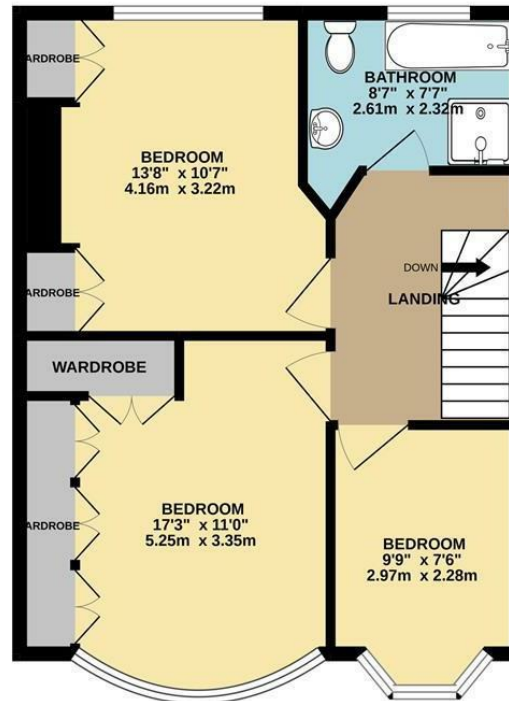 ARDROBE
BATHROOM
8'7" x 7'7"
2.61m x 2.32m
BEDROOM
13'8" x 10'7"
4.16m x 3.22m
ARDROBE
DOWN
LANDING
WARDROBE
ARDROBE
BEDROOM
17'3" x 11'0"
5.25m x 3.35m
BEDROOM
9'9" x 7'6"
2.97m x 2.28m